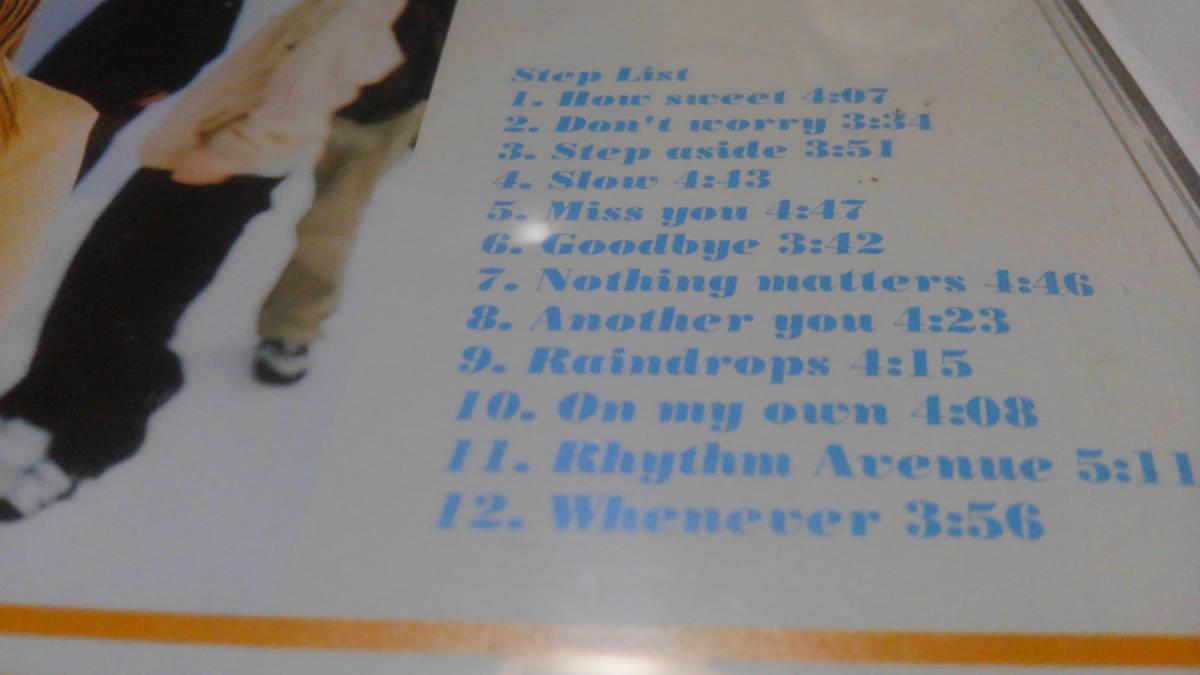 Step List
1. How sweet 4:07
2. Don't worry 3:34
3. Step aside 3:51
4. Slow 4:43
5. Miss you 4:47
6. Goodbye 3:42
7. Nothing matters 4:46
8. Another you 4:23
9. Raindrops 4:15
10. On my own 4:08
11. Rhythm Avenue 5:11
12. Whenever 3:56